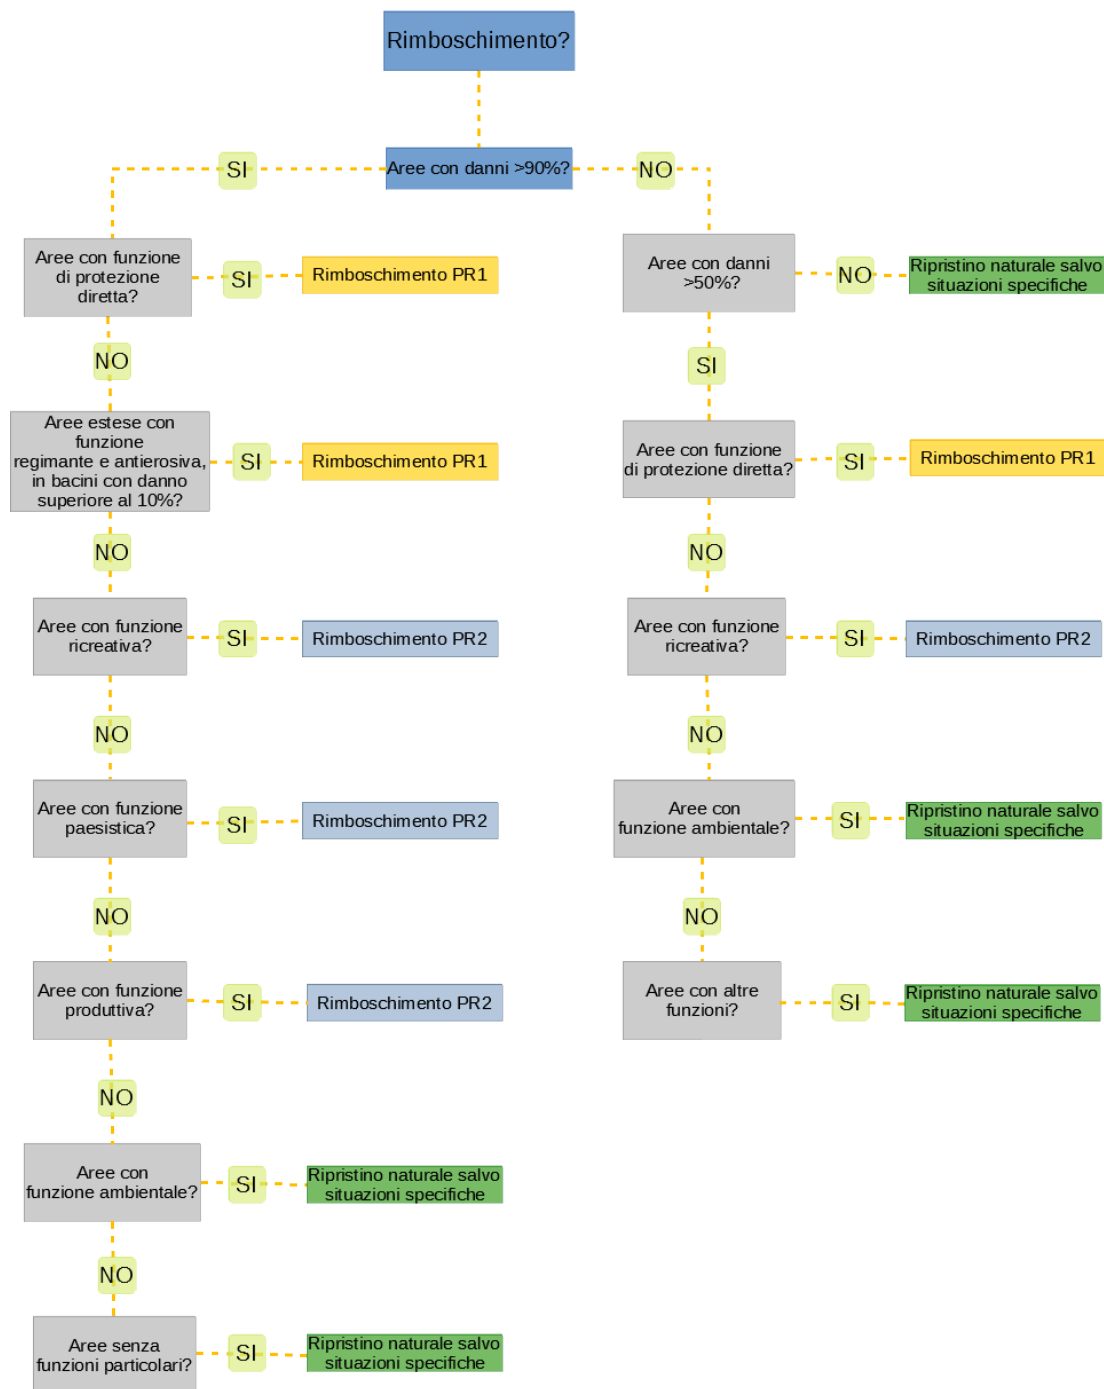 Rimboschimento?
SI
Aree con danni >90%?
NO
Aree con funzione
di protezione
diretta?
SI
Rimboschimento PR1
Aree con danni
>50%?
NO
Ripristino naturale salvo
situazioni specifiche
NO
SI
Aree estese con
funzione
regimante e antierosiva,
in bacini con danno
superiore al 10%?
SI
Rimboschimento PR1
Aree con funzione
di protezione diretta?
SI
Rimboschimento PR1
NO
NO
Aree con funzione
ricreativa?
SI
Rimboschimento PR2
Aree con funzione
ricreativa?
SI
Rimboschimento PR2
NO
NO
Aree con funzione
paesistica?
SI
Rimboschimento PR2
Aree con
funzione ambientale?
SI
Ripristino naturale salvo
situazioni specifiche
NO
NO
Aree con funzione
produttiva?
SI
Rimboschimento PR2
Aree con altre
funzioni?
SI
Ripristino naturale salvo
situazioni specifiche
NO
Aree con
funzione ambientale?
SI
Ripristino naturale salvo
situazioni specifiche
NO
Aree senza
funzioni particolari?
SI
Ripristino naturale salvo
situazioni specifiche